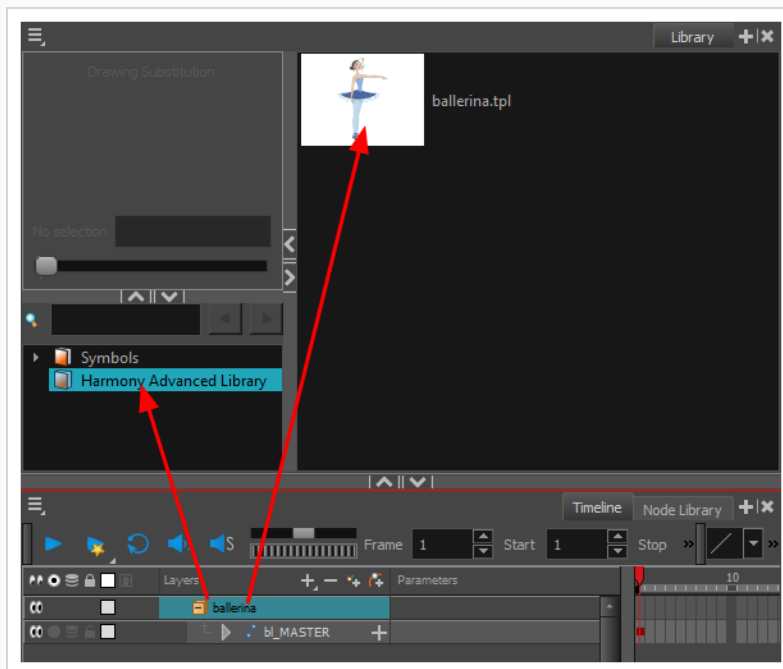 Library
Drawing Substitution
ballerina.tpl
No selection
Symbols
Harmony Advanced Library
Timeline
Node Library
S
Frame 1 Start 1 Stop »
»
Layers Parameters 10
ballerina
bl_MASTER